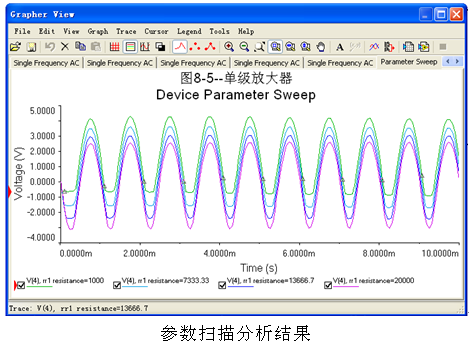 Grapher View
File Edit View Graph Trace Cursor Legend Tools Help
Single Frequency AC Single Frequency AC Single Frequency AC Single Frequency AC Single Frequency AC Parameter Sweep
图8-5--单级放大器
Device Parameter Sweep
Voltage (V)
5.0000
4.0000
3.0000
2.0000
1.0000
0.0000
-1.0000
-2.0000
-4.0000
0.0000m 2.0000m 4.0000m 6.0000m 8.0000m 10.0000m
Time (s)
V(4), rr1 resistance=1000 V(4), rr1 resistance=7333.33 V(4), rr1 resistance=13666.7 V(4), rr1 resistance=20000
Trace: V(4), rr1 resistance=13666.7
参数扫描分析结果